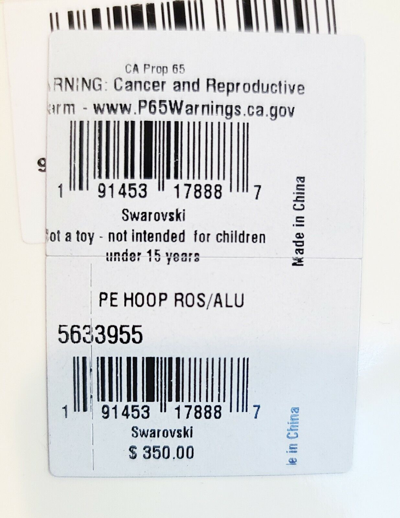 CA Prop 65
RNING: Cancer and Reproductive
arm - www.P65Warnings.ca.gov
9
1 91453 17888 7
Swarovski
ot a toy - not intended for children
under 15 years
Made in China
PE HOOP ROS/ALU
5633955
1 91453 17888 7
Swarovski
$ 350.00
e in China